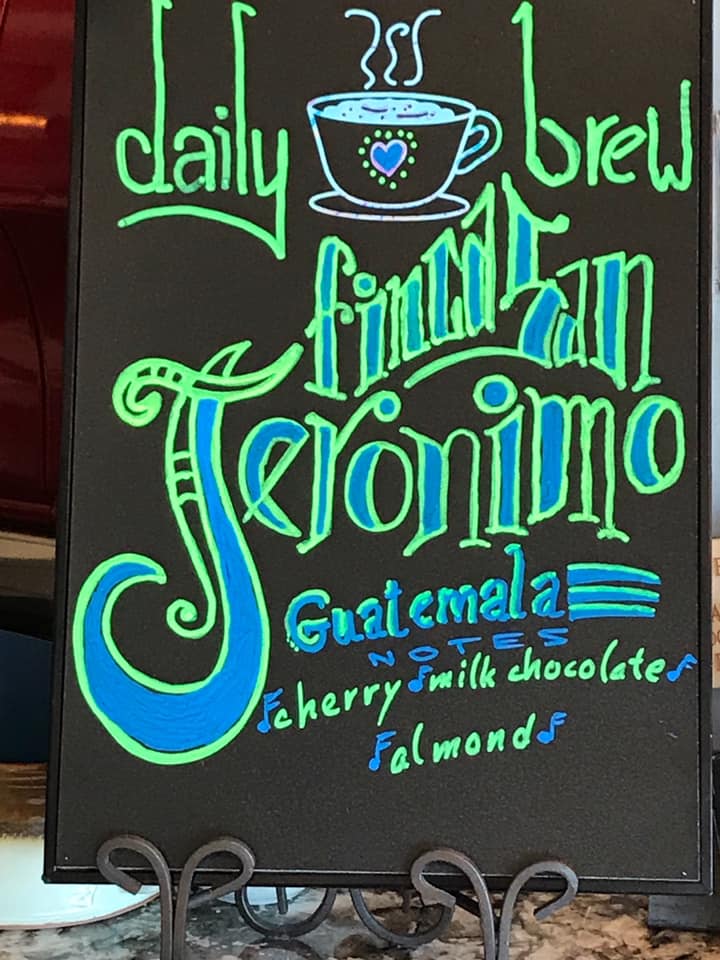 daily brew
finca San
Jeronimo
Guatemala
NOTES
cherry milk chocolate
almond